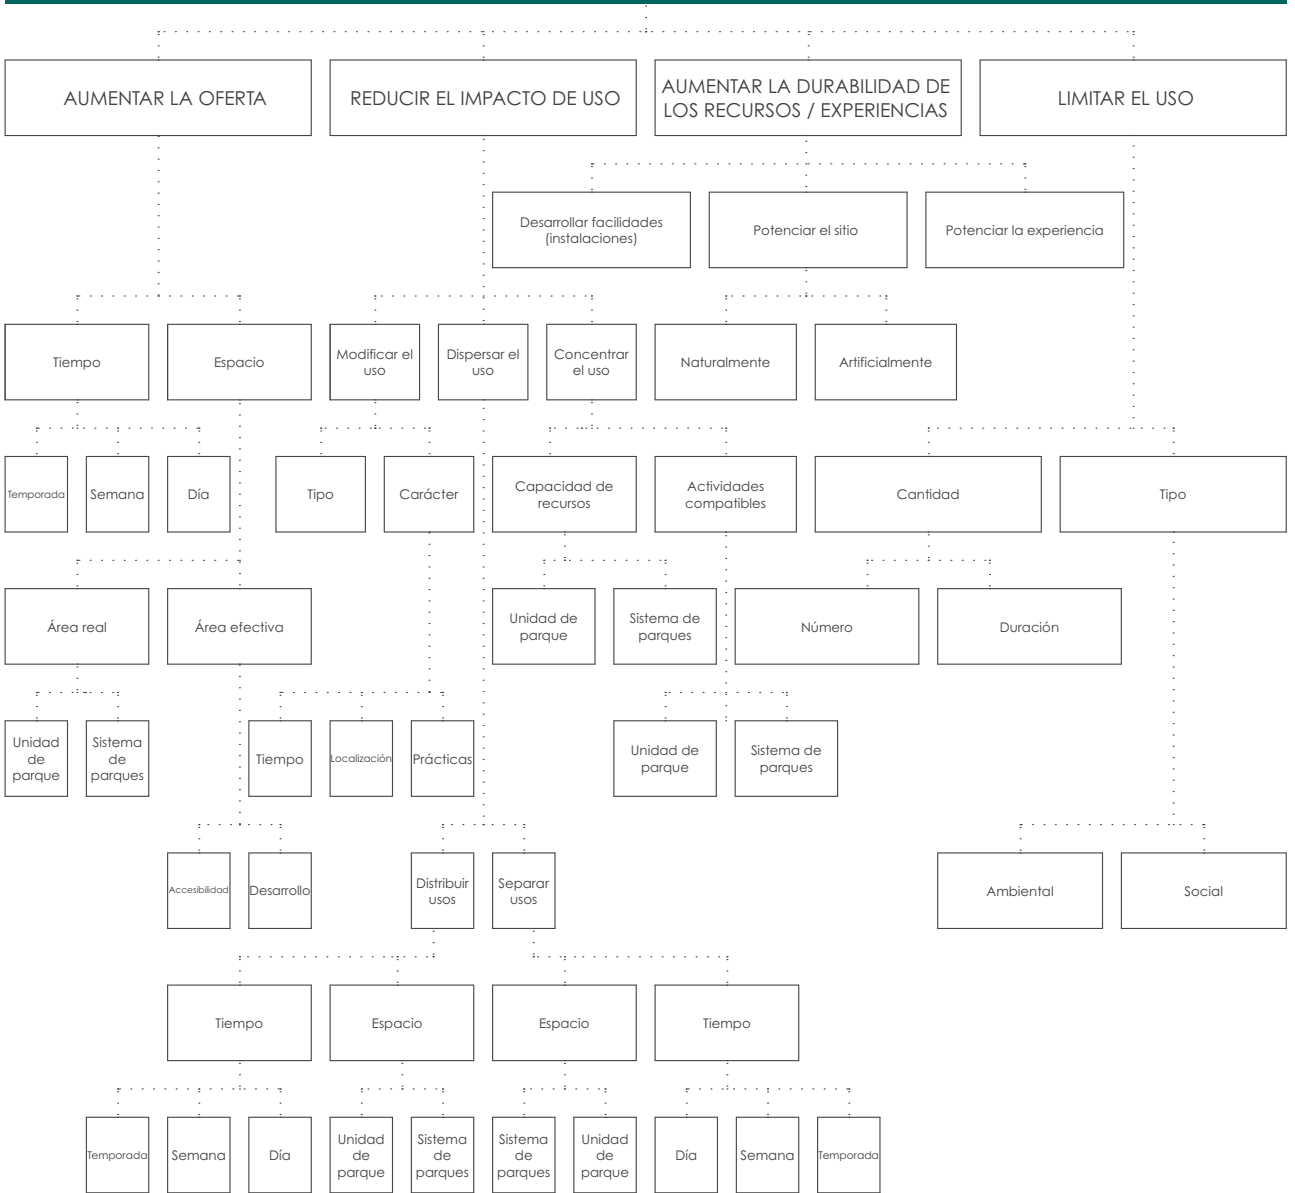 AUMENTAR LA OFERTA
REDUCIR EL IMPACTO DE USO
AUMENTAR LA DURABILIDAD DE
LOS RECURSOS / EXPERIENCIAS
LIMITAR EL USO
Desarrollar facilidades
(instalaciones)
Potenciar el sitio
Potenciar la experiencia
Tiempo
Espacio
Modificar el
uso
Dispersar el
uso
Concentrar
el uso
Naturalmente
Artificialmente
Temporada
Semana
Día
Tipo
Carácter
Capacidad de
recursos
Actividades
compatibles
Cantidad
Tipo
Área real
Área efectiva
Unidad de
parque
Sistema de
parques
Número
Duración
Unidad
de
parque
Sistema
de
parques
Tiempo
Localización
Prácticas
Unidad de
parque
Sistema de
parques
Accesibilidad
Desarrollo
Distribuir
usos
Separar
usos
Ambiental
Social
Tiempo
Espacio
Espacio
Tiempo
Temporada
Semana
Día
Unidad
de
parque
Sistema
de
parques
Sistema
de
parques
Unidad
de
parque
Día
Semana
Temporada